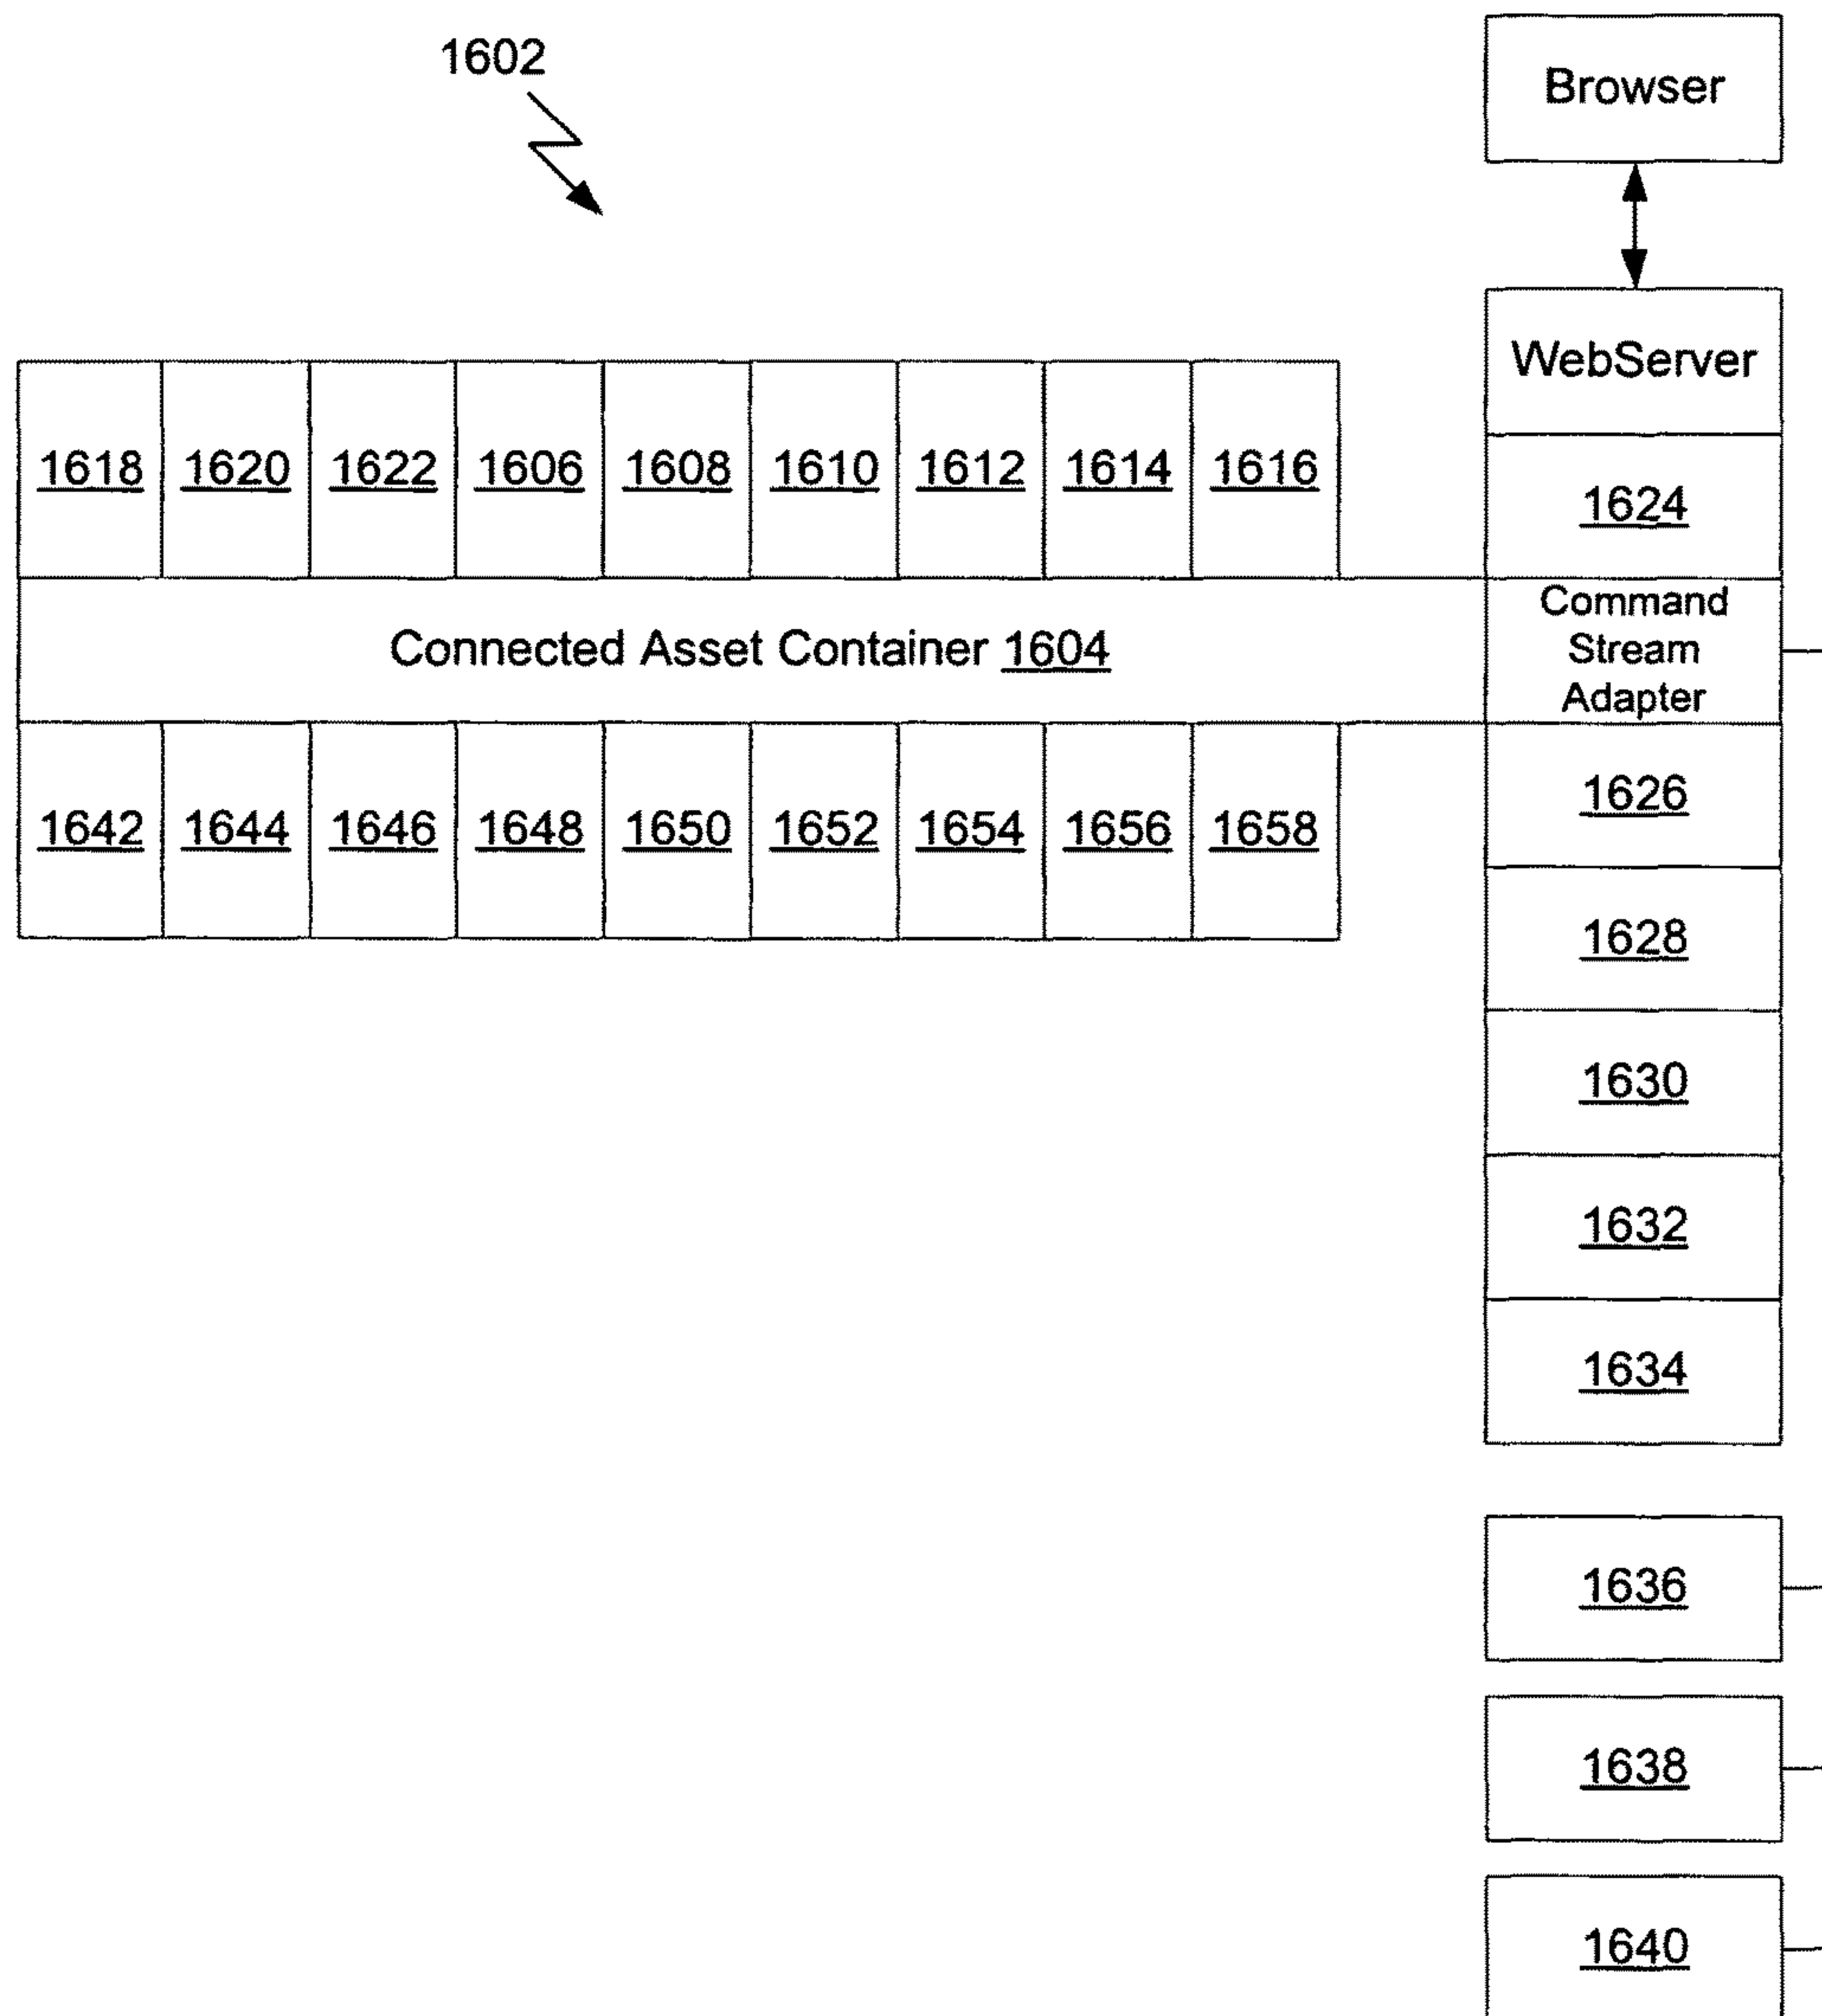 1602
Browser
WebServer
1618 1620 1622 1606 1608 1610 1612 1614 1616
1624
Connected Asset Container 1604
Command
Stream
Adapter
1626
1642 1644 1646 1648 1650 1652 1654 1656 1658
1628
1630
1632
1634
1636
1638
1640